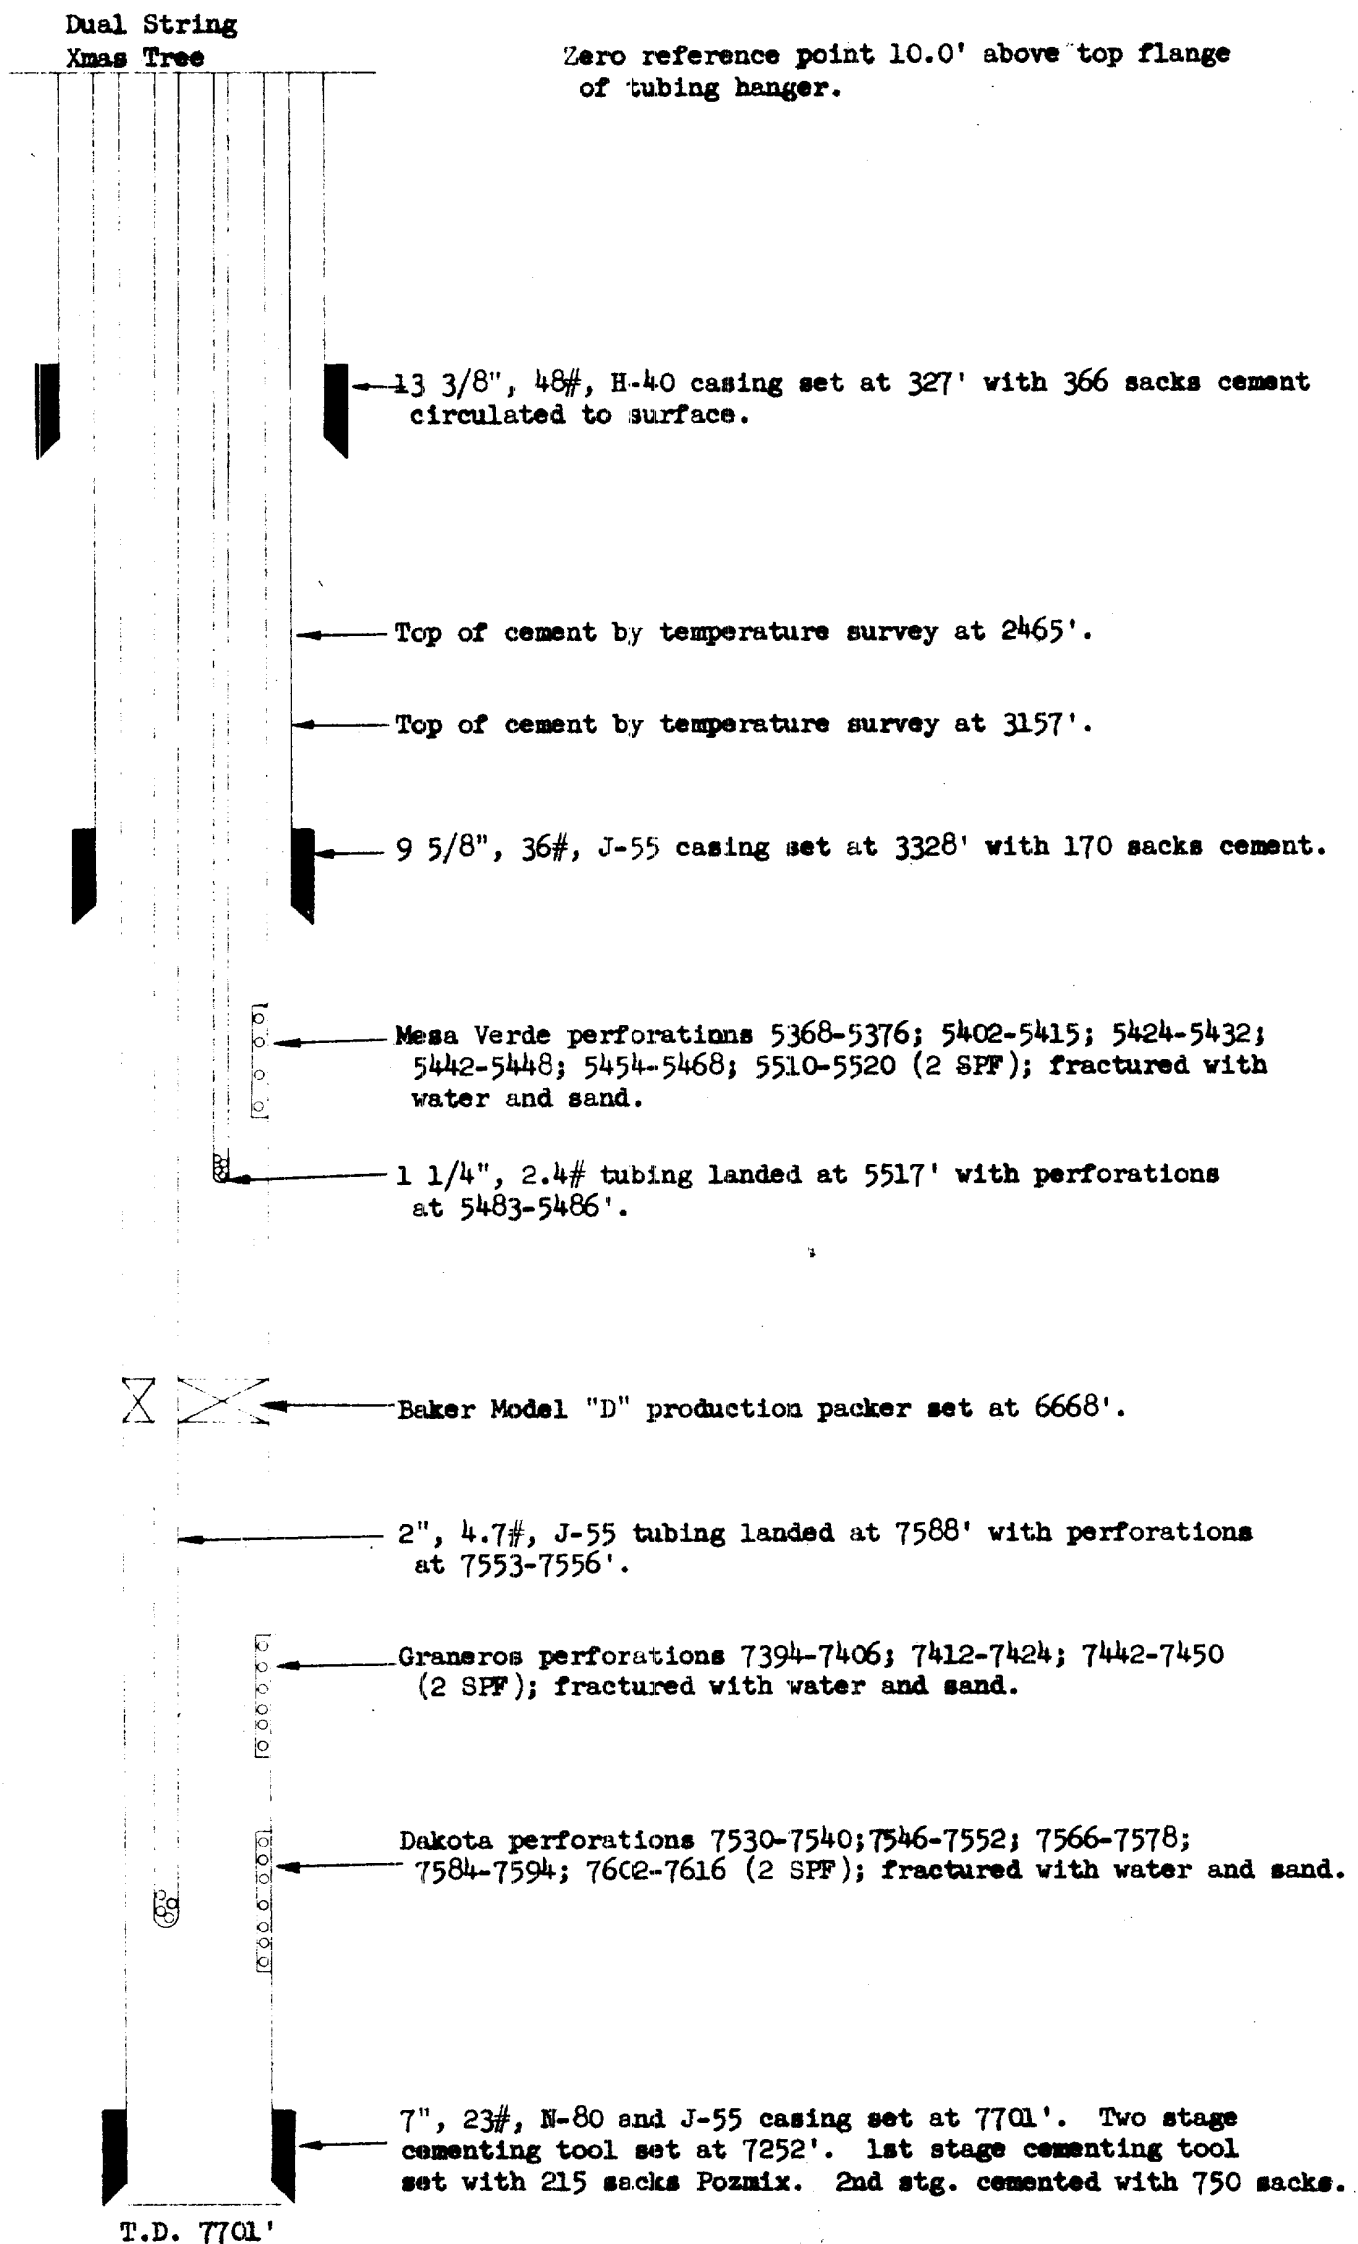 Dual String
Xmas Tree
Zero reference point 10.0' above top flange
of tubing hanger.
13 3/8", 48#, H-40 casing set at 327' with 366 sacks cement
circulated to surface.
Top of cement by temperature survey at 2465'.
Top of cement by temperature survey at 3157'.
9 5/8", 36#, J-55 casing set at 3328' with 170 sacks cement.
Mesa Verde perforations 5368-5376; 5402-5415; 5424-5432;
5442-5448; 5454-5468; 5510-5520 (2 SPF); fractured with
water and sand.
1 1/4", 2.4# tubing landed at 5517' with perforations
at 5483-5486'.
Baker Model "D" production packer set at 6668'.
2", 4.7#, J-55 tubing landed at 7588' with perforations
at 7553-7556'.
Graneros perforations 7394-7406; 7412-7424; 7442-7450
(2 SPF); fractured with water and sand.
Dakota perforations 7530-7540;7546-7552; 7566-7578;
7584-7594; 7602-7616 (2 SPF); fractured with water and sand.
7", 23#, N-80 and J-55 casing set at 7701'. Two stage
cementing tool set at 7252'. 1st stage cementing tool
set with 215 sacks Pozmix. 2nd stg. cemented with 750 sacks.
T.D. 7701'